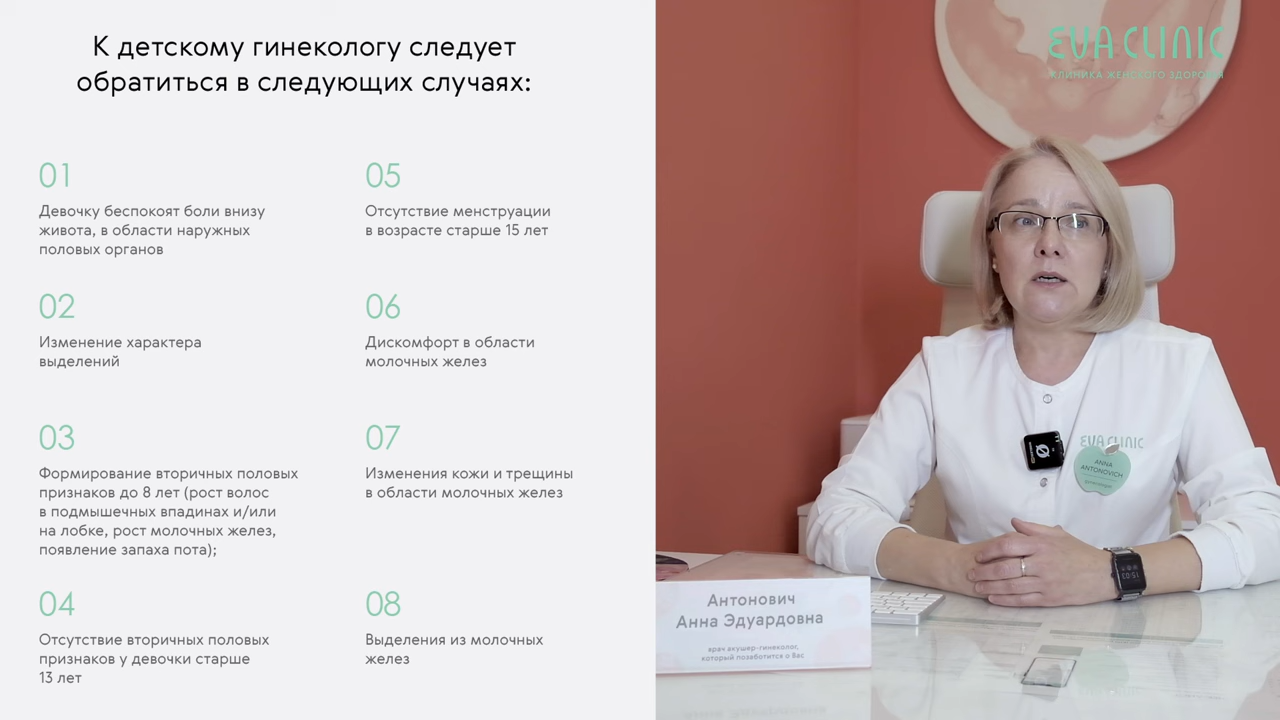 К детскому гинекологу следует
обратиться в следующих случаях:
01
Девочку беспокоят боли внизу
живота, в области наружных
половых органов
02
Изменение характера
выделений
03
Формирование вторичных половых
признаков до 8 лет (рост волос
в подмышечных впадинах и/или
на лобке, рост молочных желез,
появление запаха пота);
04
Отсутствие вторичных половых
признаков у девочки старше
13 лет
05
Отсутствие менструации
в возрасте старше 15 лет
06
Дискомфорт в области
молочных желез
07
Изменения кожи и трещины
в области молочных желез
08
Выделения из молочных
желез
EVA CLINIC
КЛИНИКА ЖЕНСКОГО ЗДОРОВЬЯ
EVA CLINIC
ANNA
ANTONOVICH
15:03
Антонович
Анна Эдуардовна
врач акушер-гинеколог,
который позаботится о Вас